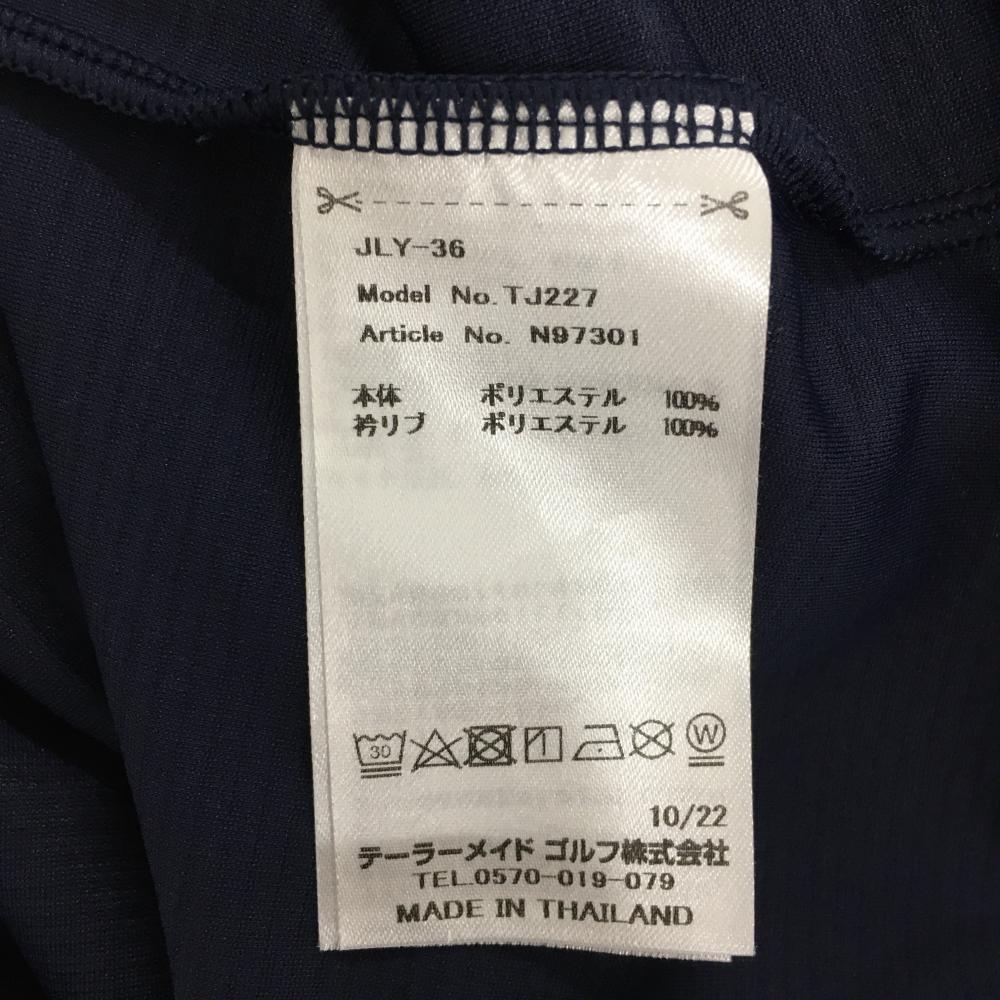 JLY-36
Model No. TJ227
Article No. N97301
本体 ポリエステル 100%
衿リブ ポリエステル 100%
30 W
10/22
テーラーメイド ゴルフ株式会社
TEL.0570-019-079
MADE IN THAILAND